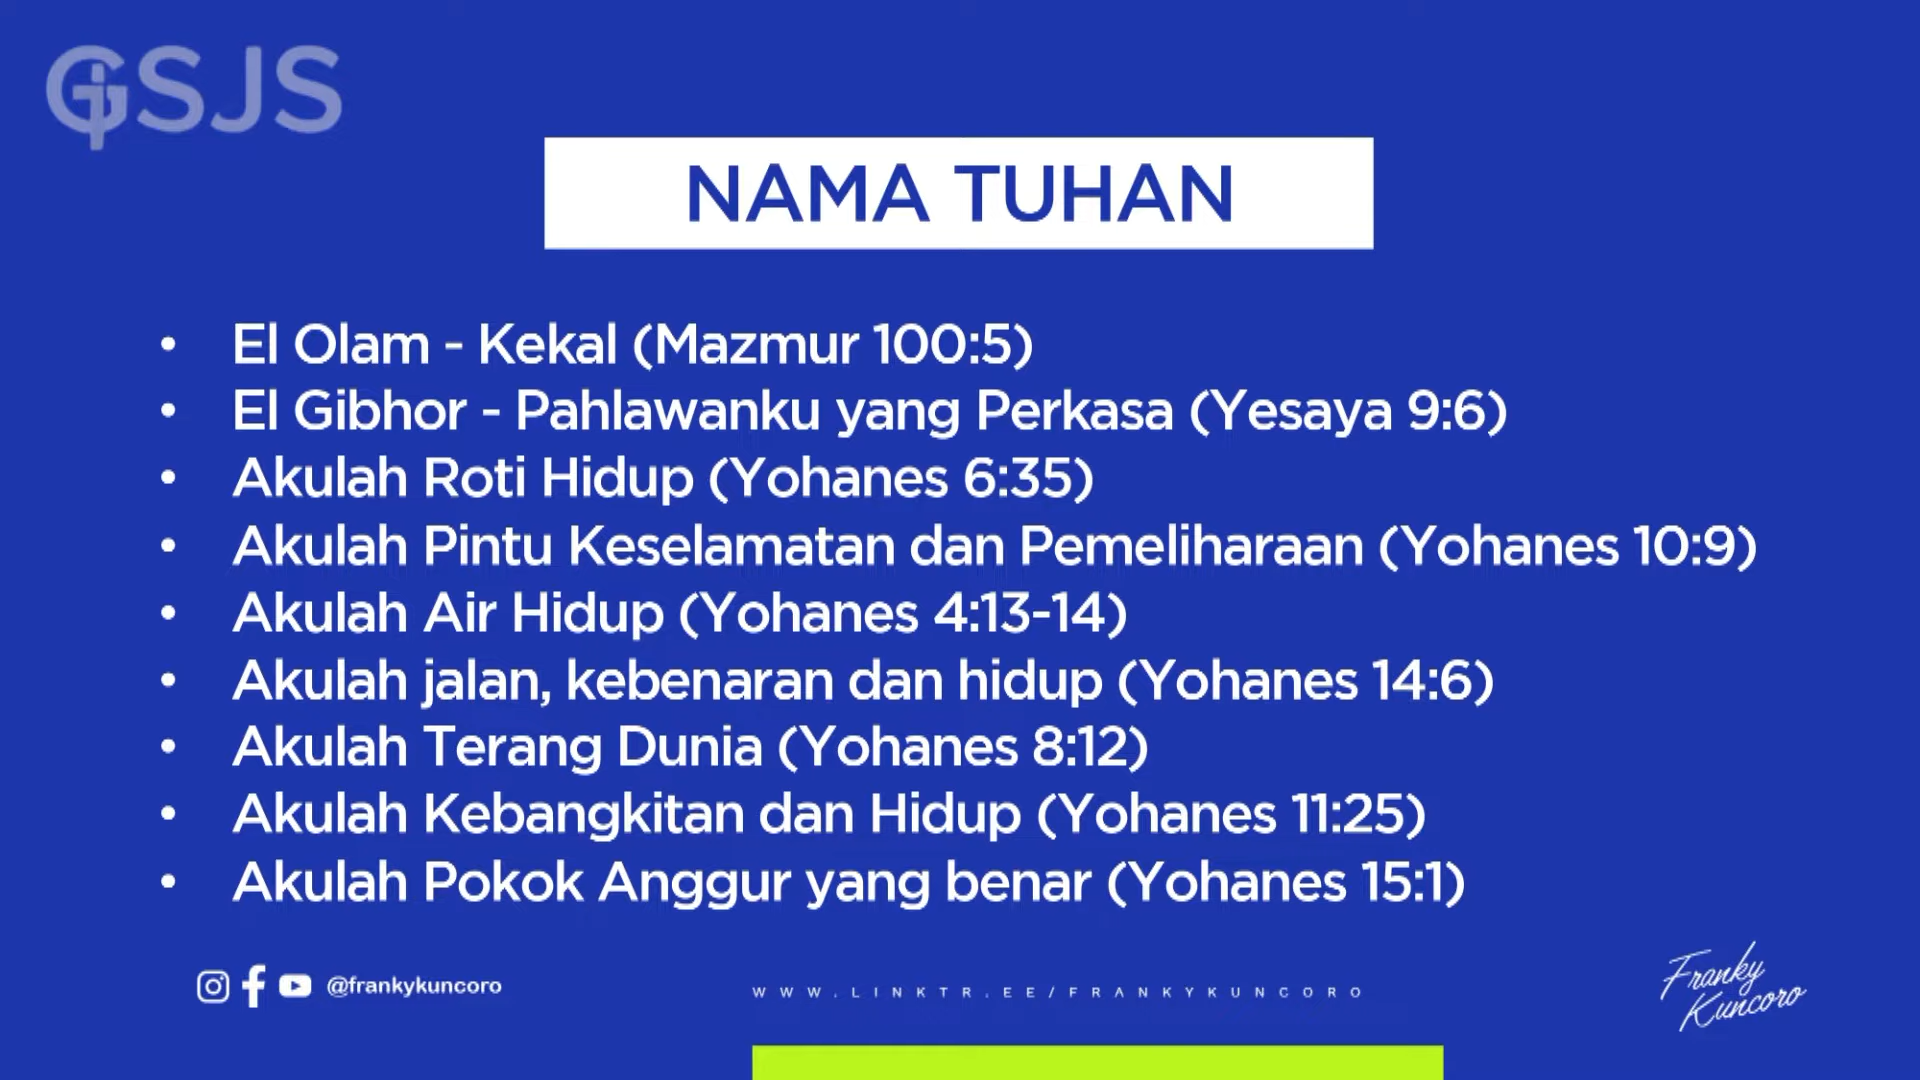 GSJS
NAMA TUHAN
• El Olam - Kekal (Mazmur 100:5)
• El Gibhor - Pahlawanku yang Perkasa (Yesaya 9:6)
• Akulah Roti Hidup (Yohanes 6:35)
• Akulah Pintu Keselamatan dan Pemeliharaan (Yohanes 10:9)
• Akulah Air Hidup (Yohanes 4:13-14)
• Akulah jalan, kebenaran dan hidup (Yohanes 14:6)
• Akulah Terang Dunia (Yohanes 8:12)
• Akulah Kebangkitan dan Hidup (Yohanes 11:25)
• Akulah Pokok Anggur yang benar (Yohanes 15:1)
@frankykuncoro
WWW.LINKTR.EE/FRANKYKUNCORO
Franky
Kuncoro